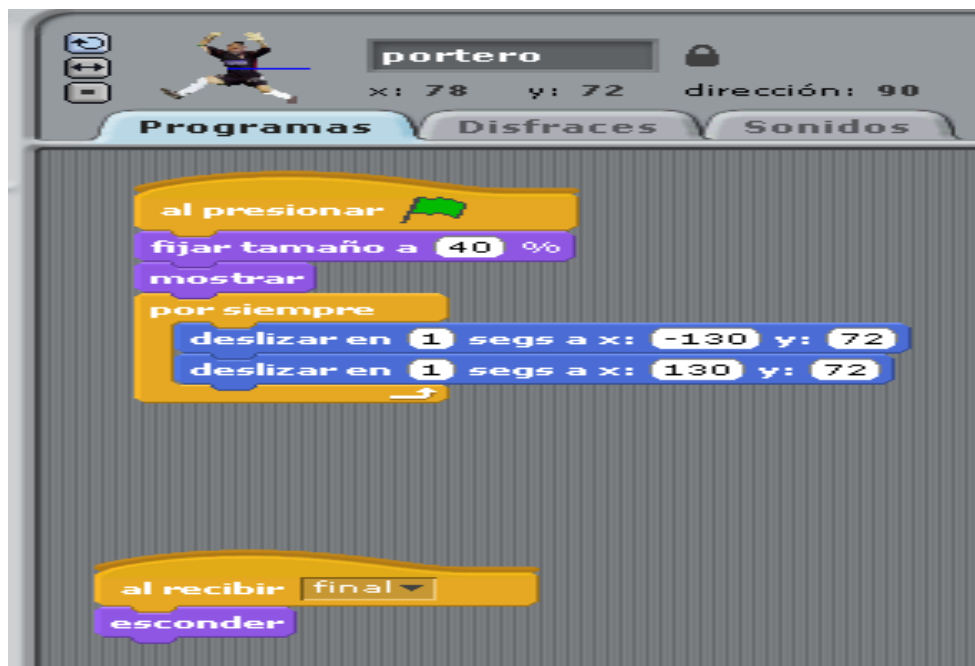 portero
x: 78 y: 72 dirección: 90
Programas Disfraces Sonidos
al presionar
fijar tamaño a 40 %
mostrar
por siempre
deslizar en 1 segs a x: -130 y: 72
deslizar en 1 segs a x: 130 y: 72
al recibir final
esconder